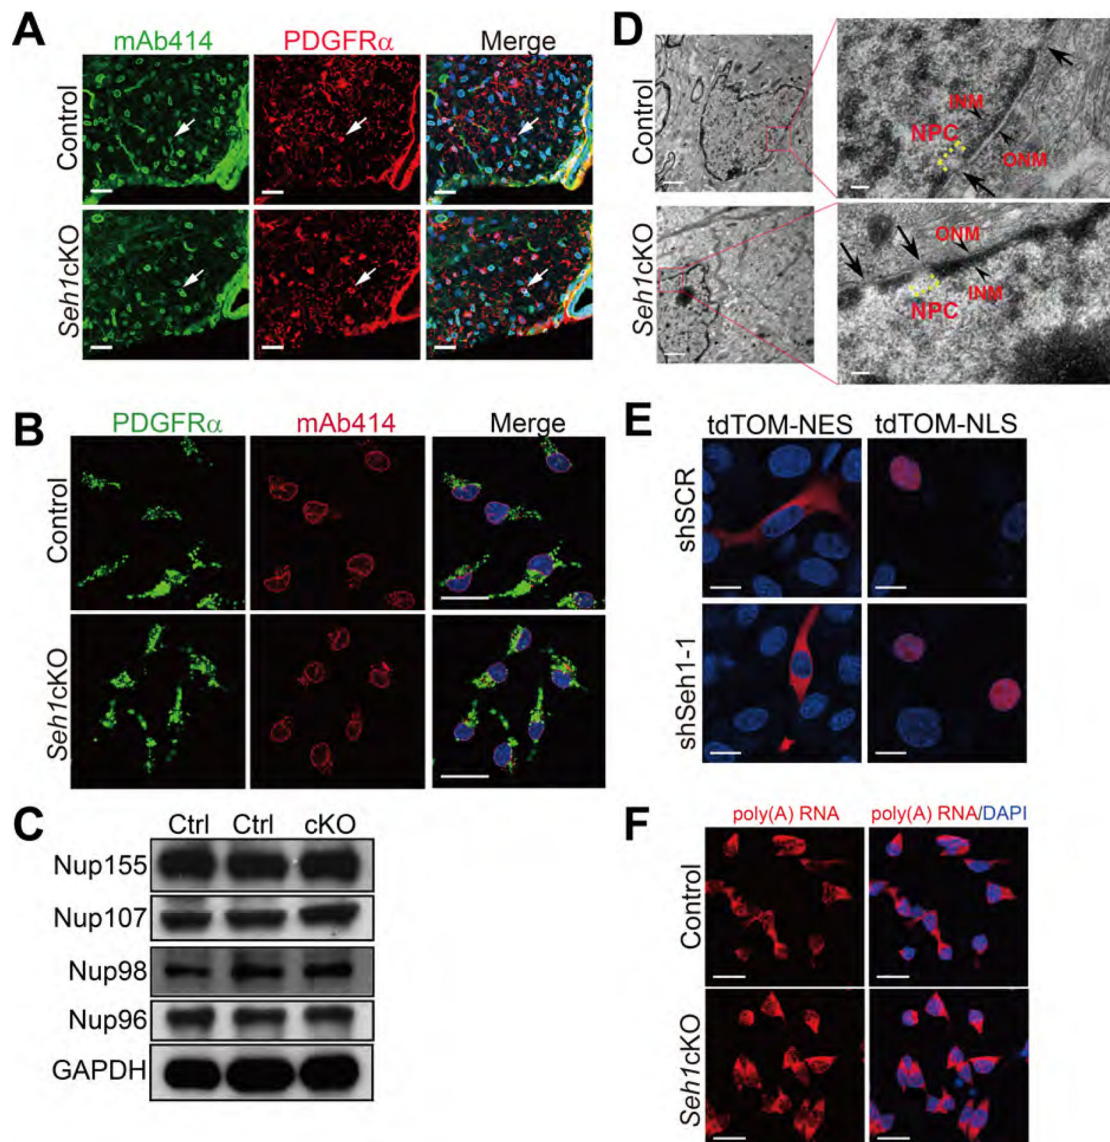 A
mAb414 PDGFRα Merge
Control
Seh1cKO
D
Control
INM
NPC
ONM
Seh1cKO
ONM
INM
NPC
B
PDGFRα mAb414 Merge
Control
Seh1cKO
E
tdTOM-NES tdTOM-NLS
shSCR
shSeh1-1
C
Ctrl Ctrl cKO
Nup155
Nup107
Nup98
Nup96
GAPDH
F
poly(A) RNA poly(A) RNA/DAPI
Control
Seh1cKO